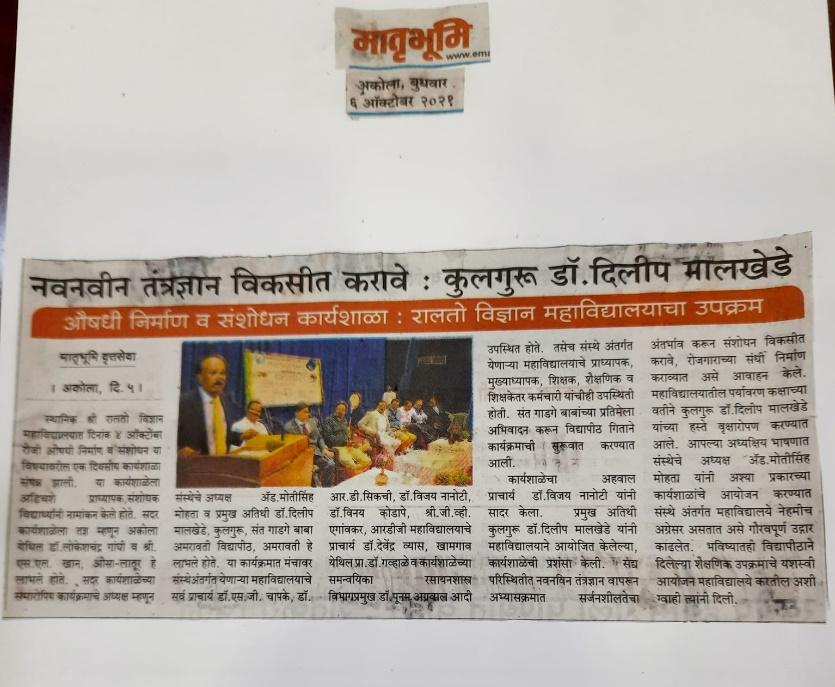 मातृभूमि
www.em
अकोला, बुधवार
६ ऑक्टोबर २०२१
नवनवीन तंत्रज्ञान विकसीत करावे : कुलगुरू डॉ.दिलीप मालखेडे
औषधी निर्माण व संशोधन कार्यशाळा : रालतो विज्ञान महाविद्यालयाचा उपक्रम
मातृभूमि वृत्तसेवा
। अकोला, दि. ५ ।
स्थानिक श्री रालतो विज्ञान
महाविद्यालयात दिनांक ४ ऑक्टोबर
रोजी औषधी निर्माण व संशोधन या
विषयावरील एक दिवसीय कार्यशाळा
संपन्न झाली. या कार्यशाळेला
अडिचशे प्राध्यापक,संशोधक
विद्यार्थ्यांनी नामांकन केले होते. सदर
कार्यशाळेला तज्ञ म्हणून अकोला
येथिल डॉ.लोकेशचंद्र गांधी व श्री.
एस.एल. खान, औसा-लातूर हे
लाभले होते. सदर कार्यशाळेच्या
समारोपिय कार्यक्रमाचे अध्यक्ष म्हणून
संस्थेचे अध्यक्ष अॅड.मोतीसिंह
मोहता व प्रमुख अतिथी डॉ.दिलीप
मालखेडे, कुलगुरू, संत गाडगे बाबा
अमरावती विद्यापीठ, अमरावती हे
लाभले होते. या कार्यक्रमात मंचावर
संस्थेअंतर्गत येणाऱ्या महाविद्यालयाचे
सर्व प्राचार्य डॉ.एस.जी. चापके, डॉ.
आर.डी.सिकची, डॉ.विजय नानोटी,
डॉ.विनय कोडापे, श्री.जी.व्ही.
एगांवकर, आरडीजी महाविद्यालयाचे
प्राचार्य डॉ.देवेंद्र व्यास, खामगाव
येथिल प्रा.डॉ.गव्हाळे व कार्यशाळेच्या
समन्वयिका रसायनशास्त्र
विभागप्रमुख डॉ.पूनम अग्रवाल आदी
उपस्थित होते. तसेच संस्थे अंतर्गत
येणाऱ्या महाविद्यालयाचे प्राध्यापक,
मुख्याध्यापक, शिक्षक, शैक्षणिक व
शिक्षकेतर कर्मचारी यांचीही उपस्थिती
होती. संत गाडगे बाबांच्या प्रतिमेला
अभिवादन करून विद्यापीठ गिताने
कार्यक्रमाची सुरूवात करण्यात
आली.
कार्यशाळेचा अहवाल
प्राचार्य डॉ.विजय नानोटी यांनी
सादर केला. प्रमुख अतिथी
कुलगुरू डॉ.दिलीप मालखेडे यांनी
महाविद्यालयाने आयोजित केलेल्या,
कार्यशाळेची प्रशंसा केली. सद्य
परिस्थितीत नवनविन तंत्रज्ञान वापरून
अभ्यासक्रमात सर्जनशीलतेचा
अंतर्भाव करून संशोधन विकसीत
करावे, रोजगाराच्या संधी निर्माण
कराव्यात असे आवाहन केले.
महाविद्यालयातील पर्यावरण कक्षाच्या
वतीने कुलगुरू डॉ.दिलीप मालखेडे
यांच्या हस्ते वृक्षारोपण करण्यात
आले. आपल्या अध्यक्षिय भाषणात
संस्थेचे अध्यक्ष अॅड.मोतीसिंह
मोहता यांनी अश्या प्रकारच्या
कार्यशाळांचे आयोजन करण्यात
संस्थे अंतर्गत महाविद्यालये नेहमीच
अग्रेसर असतात असे गौरवपूर्ण उद्गार
काढलेत. भविष्यातही विद्यापीठाने
दिलेल्या शैक्षणिक उपक्रमाचे यशस्वी
आयोजन महाविद्यालये करतील अशी
ग्वाही त्यांनी दिली.